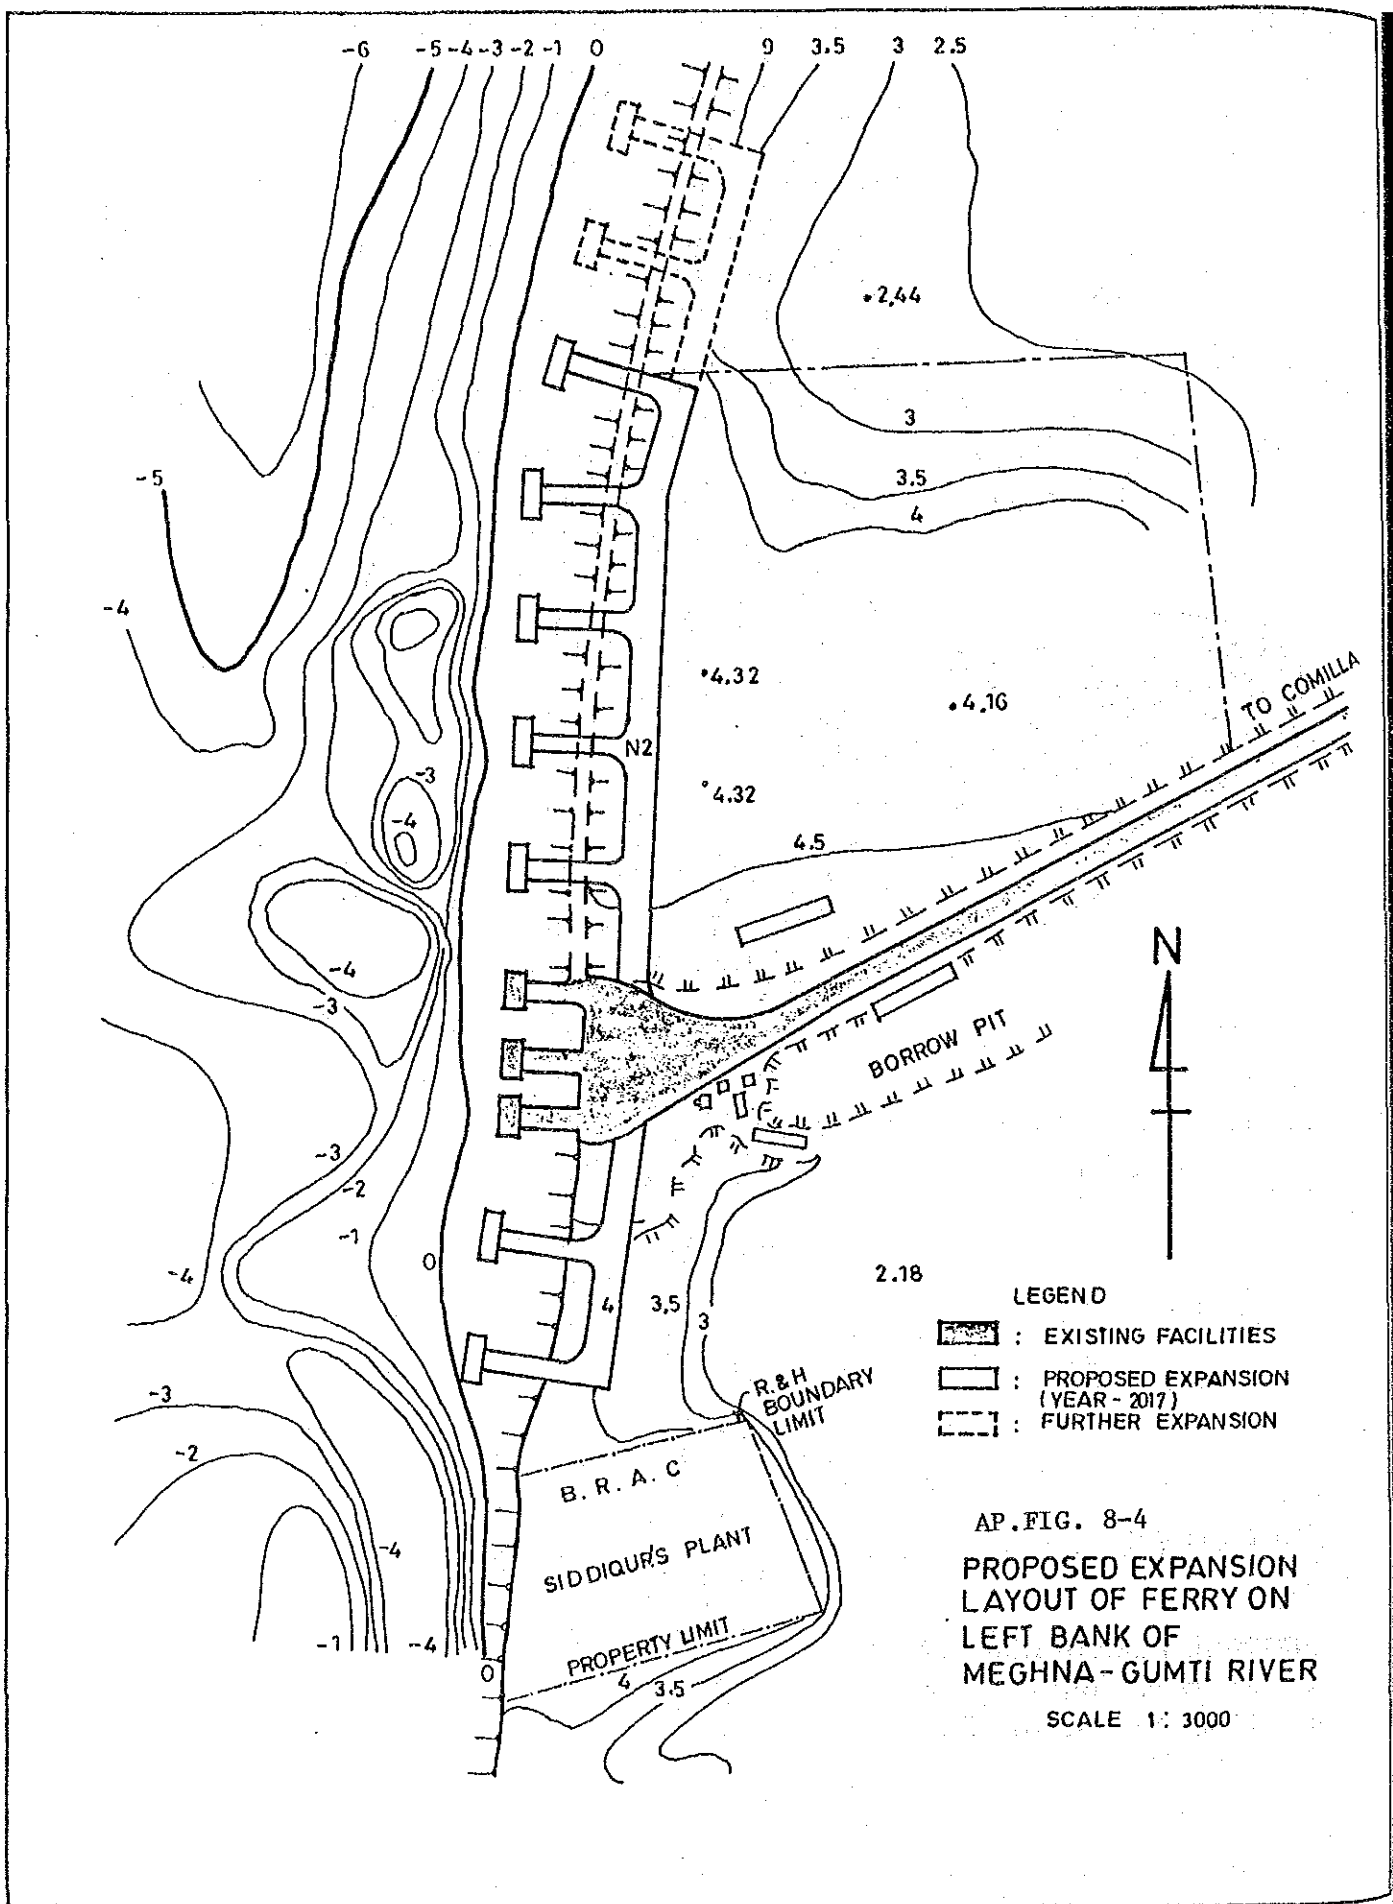 -6 -5 -4 -3 -2 -1 0 9 3.5 3 2.5
2,44
3
-5
3.5
4
-4
4.32
4.16
TO COMILLA
N2
-3
4.32
-4
4.5
N
-4
-3
BORROW PIT
-3
-2
-1
0
-4
2.18
4
3,5
3
LEGEND
: EXISTING FACILITIES
: PROPOSED EXPANSION
(YEAR - 2017)
: FURTHER EXPANSION
R.&H
BOUNDARY
LIMIT
-3
-2
B. R. A. C
-4
SIDDIQUR'S PLANT
AP.FIG. 8-4
PROPOSED EXPANSION
LAYOUT OF FERRY ON
LEFT BANK OF
MEGHNA-GUMTI RIVER
SCALE 1: 3000
-1
-4
0
PROPERTY LIMIT
4
3.5